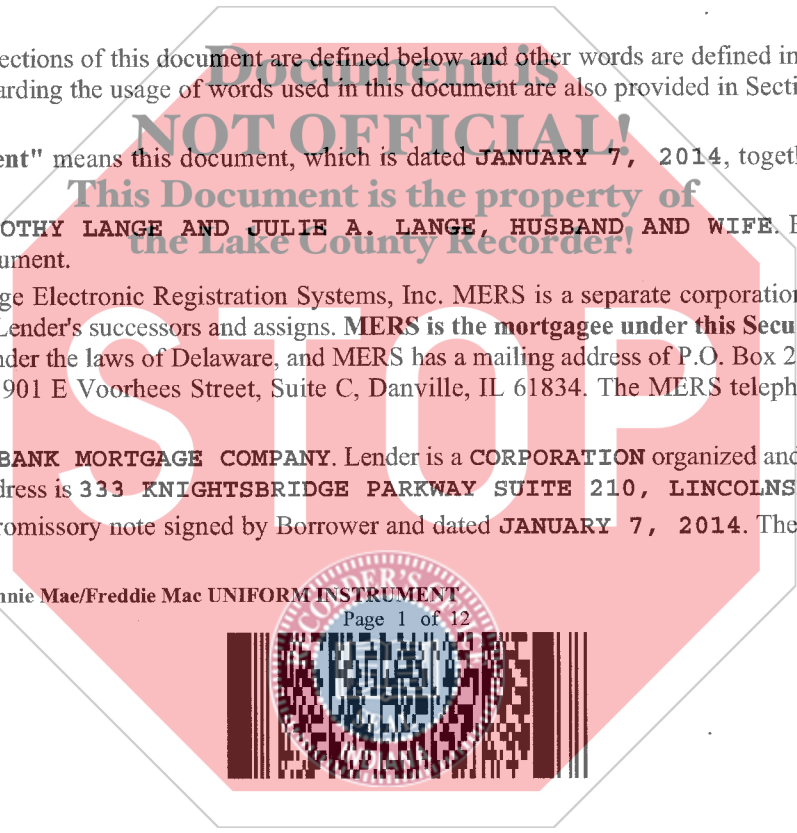 Document is
ections of this document are defined below and other words are defined in
arding the usage of words used in this document are also provided in Secti
NOT OFFICIAL!
ent" means this document, which is dated JANUARY 7, 2014, togeth
This Document is the property of
OTHY LANGE AND JULIE A. LANGE, HUSBAND AND WIFE. B
the Lake County Recorder!
ument.
ge Electronic Registration Systems, Inc. MERS is a separate corporation
Lender's successors and assigns. MERS is the mortgagee under this Secu
nder the laws of Delaware, and MERS has a mailing address of P.O. Box 2
1901 E Voorhees Street, Suite C, Danville, IL 61834. The MERS teleph
STOP
BANK MORTGAGE COMPANY. Lender is a CORPORATION organized and
dress is 333 KNIGHTSBRIDGE PARKWAY SUITE 210, LINCOLNS
romissory note signed by Borrower and dated JANUARY 7, 2014. The
nnie Mae/Freddie Mac UNIFORM INSTRUMENT
Page 1 of 12
RECORDER'S OFFICE
SEAL
INDIANA